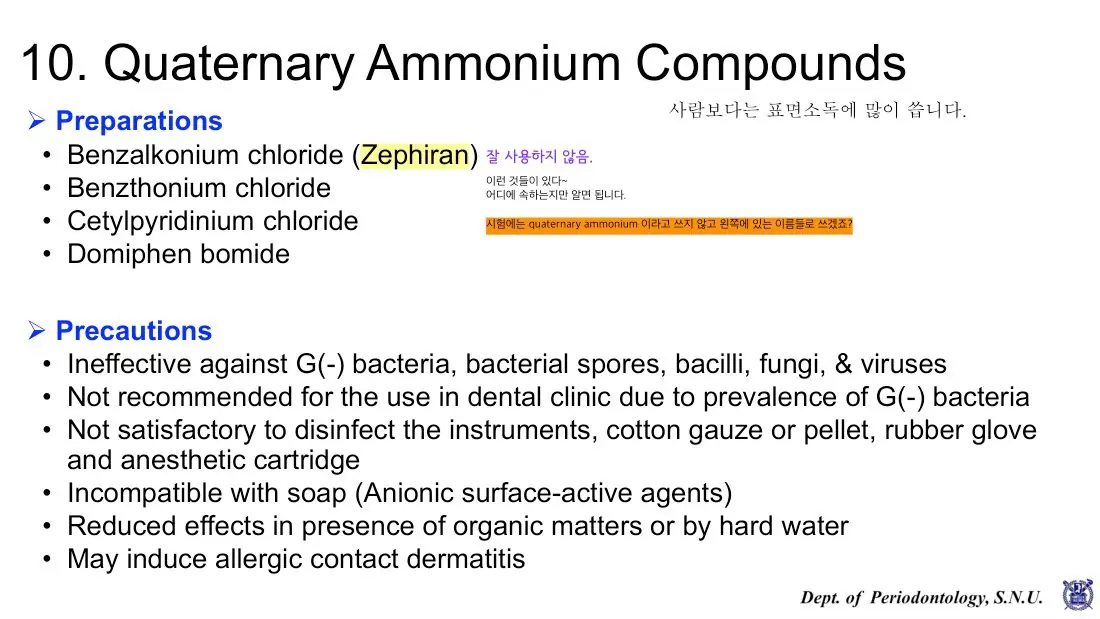 10. Quaternary Ammonium Compounds
사람보다는 표면소독에 많이 씁니다.
➢ Preparations
• Benzalkonium chloride (Zephiran) 잘 사용하지 않음.
• Benzthonium chloride
이런 것들이 있다~
어디에 속하는지만 알면 됩니다.
• Cetylpyridinium chloride
시험에는 quaternary ammonium 이라고 쓰지 않고 왼쪽에 있는 이름들로 쓰겠죠?
• Domiphen bomide
➢ Precautions
• Ineffective against G(-) bacteria, bacterial spores, bacilli, fungi, & viruses
• Not recommended for the use in dental clinic due to prevalence of G(-) bacteria
• Not satisfactory to disinfect the instruments, cotton gauze or pellet, rubber glove
and anesthetic cartridge
• Incompatible with soap (Anionic surface-active agents)
• Reduced effects in presence of organic matters or by hard water
• May induce allergic contact dermatitis
Dept. of Periodontology, S.N.U.